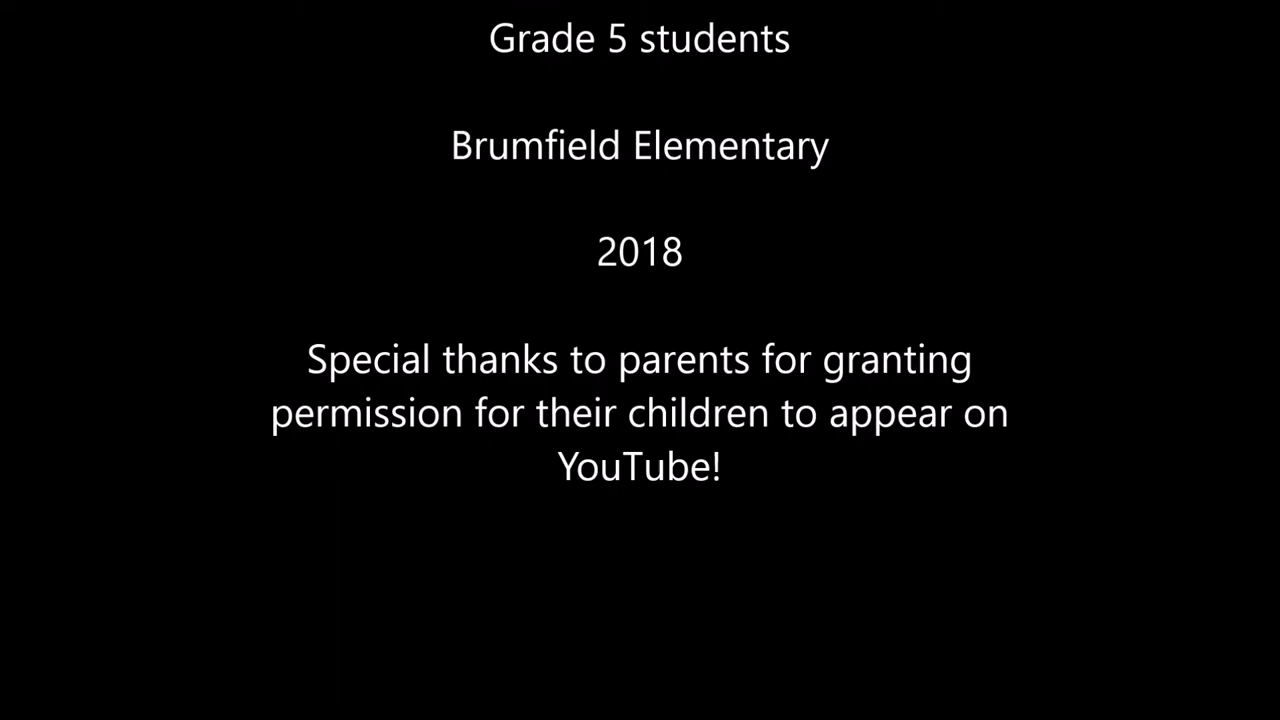 Grade 5 students
Brumfield Elementary
2018
Special thanks to parents for granting
permission for their children to appear on
YouTube!